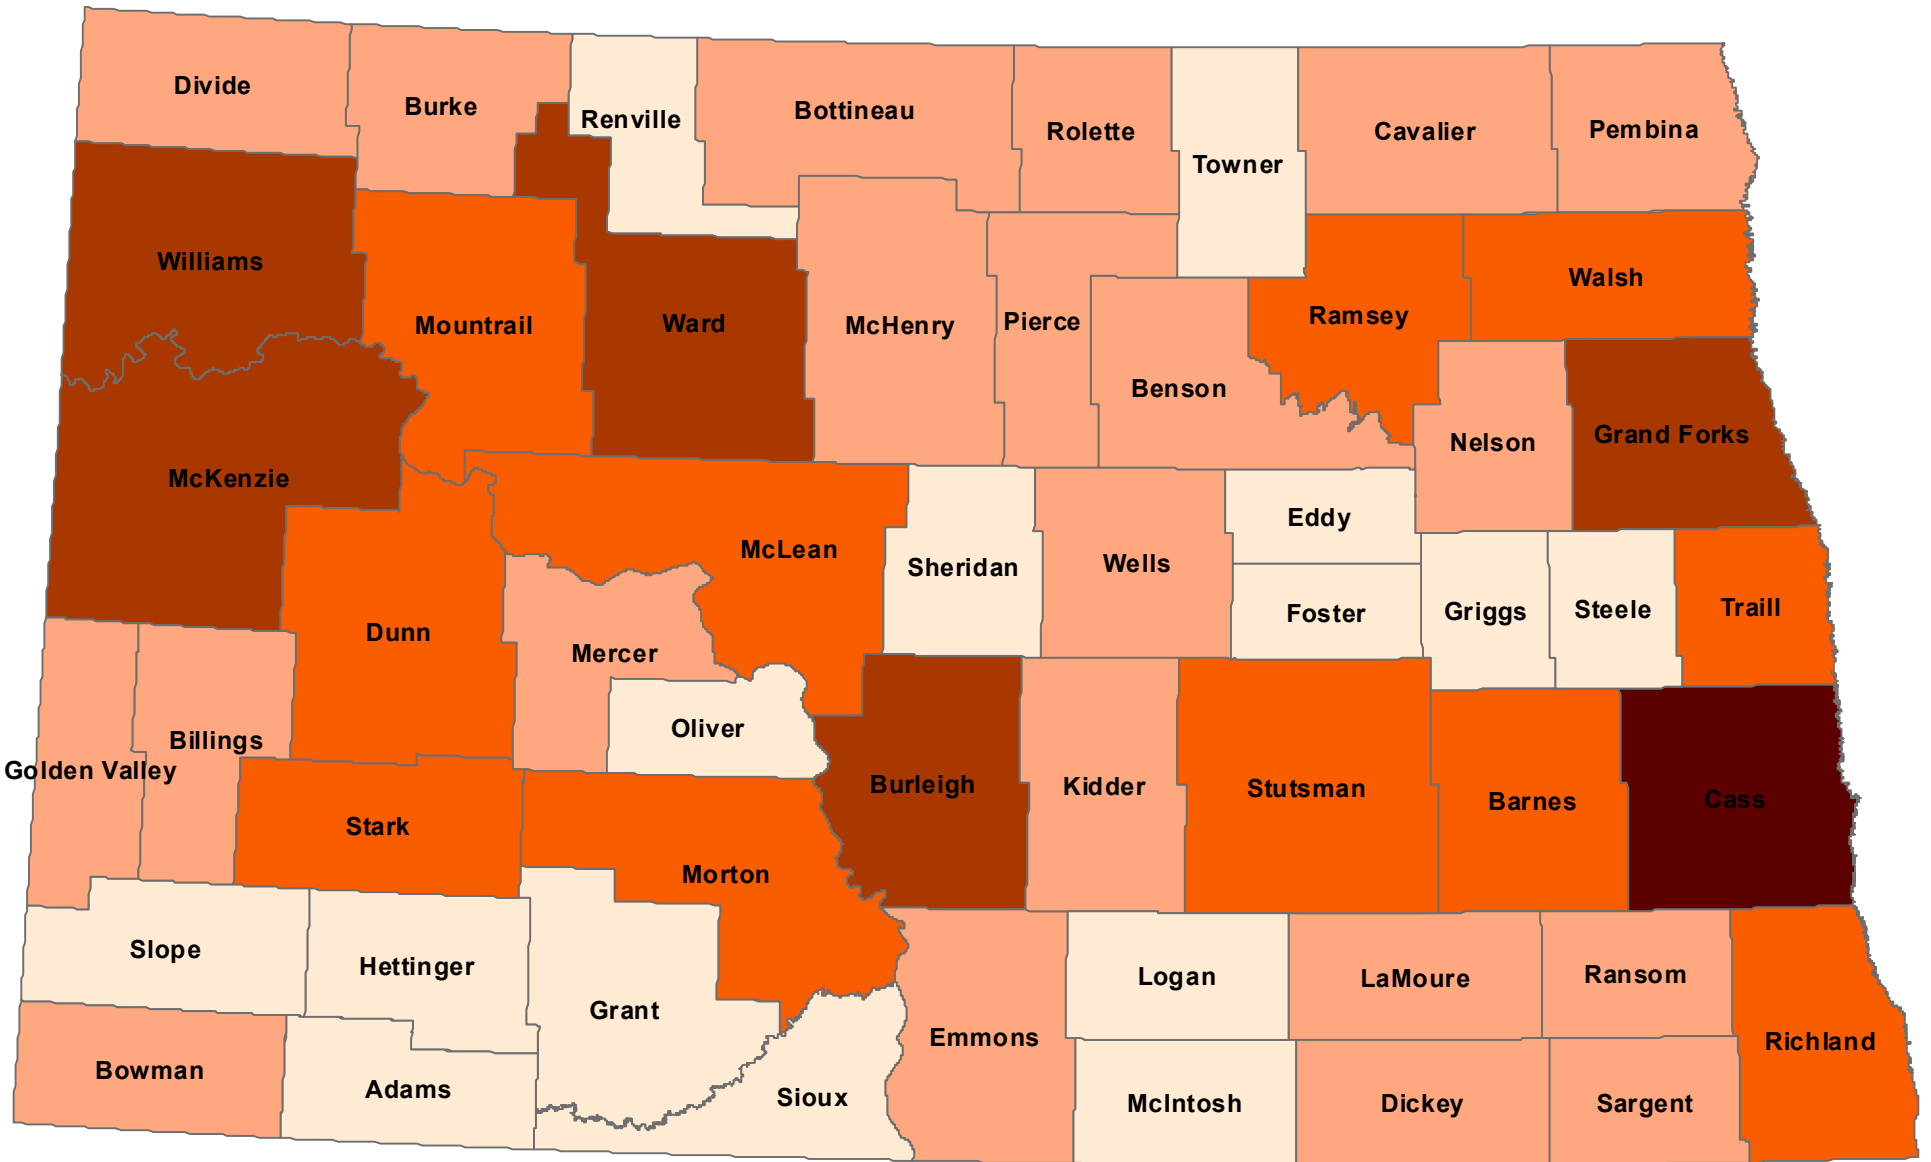 Divide
Burke
Renville
Bottineau
Rolette
Towner
Cavalier
Pembina
Williams
Mountrail
Ward
McHenry
Pierce
Benson
Ramsey
Walsh
McKenzie
Nelson
Grand Forks
McLean
Sheridan
Wells
Eddy
Foster
Griggs
Steele
Traill
Dunn
Mercer
Oliver
Golden Valley
Billings
Stark
Morton
Burleigh
Kidder
Stutsman
Barnes
Cass
Slope
Hettinger
Grant
Emmons
Logan
LaMoure
Ransom
Richland
Bowman
Adams
Sioux
McIntosh
Dickey
Sargent